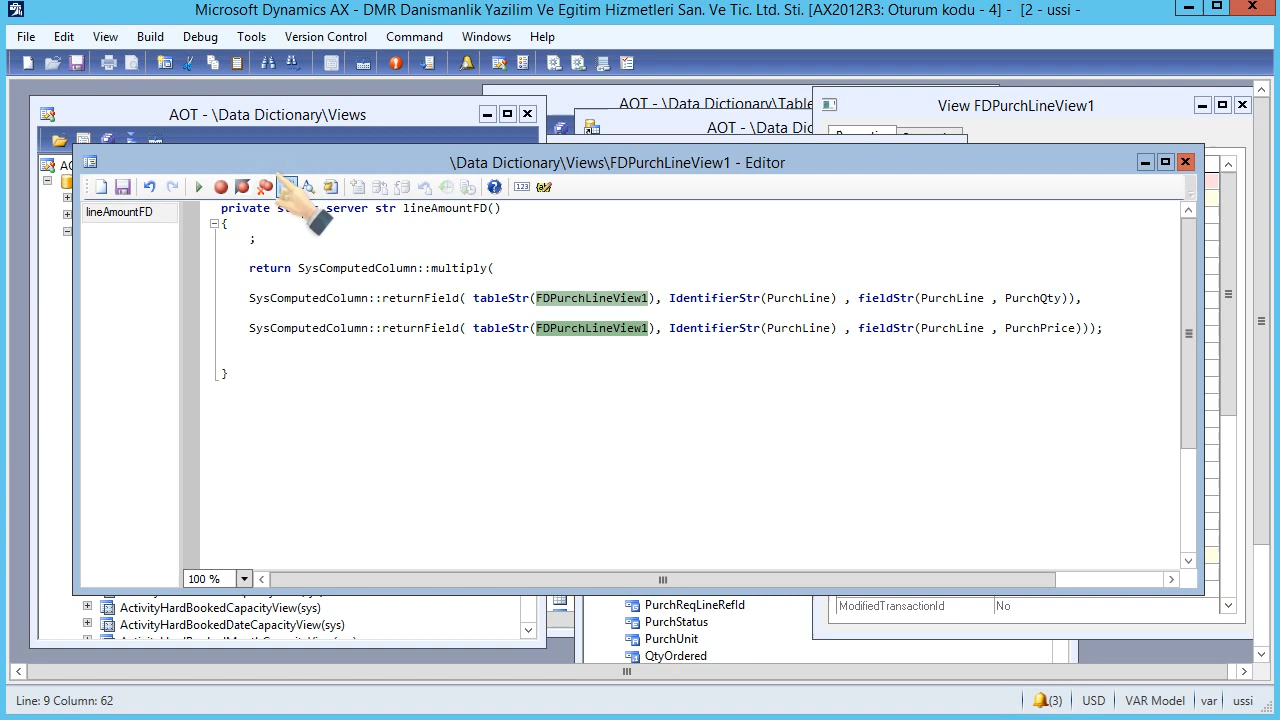 Microsoft Dynamics AX - DMR Danismanlik Yazilim Ve Egitim Hizmetleri San. Ve Tic. Ltd. Sti. [AX2012R3: Oturum kodu - 4] - [2 - ussi -
File Edit View Build Debug Tools Version Control Command Windows Help
AOT - \Data Dictionary\Views
AOT - \Data Dictionary\Table
AOT - \Data Dic
View FDPurchLineView1
\Data Dictionary\Views\FDPurchLineView1 - Editor
lineAmountFD
private server str lineAmountFD()
{
;
return SysComputedColumn::multiply(
SysComputedColumn::returnField( tableStr(FDPurchLineView1), IdentifierStr(PurchLine) , fieldStr(PurchLine , PurchQty)),
SysComputedColumn::returnField( tableStr(FDPurchLineView1), IdentifierStr(PurchLine) , fieldStr(PurchLine , PurchPrice)));
}
100 %
ActivityHardBookedCapacityView(sys)
ActivityHardBookedDateCapacityView(sys)
PurchReqLineRefId
PurchStatus
PurchUnit
QtyOrdered
ModifiedTransactionId No
Line: 9 Column: 62
(3) USD VAR Model var ussi